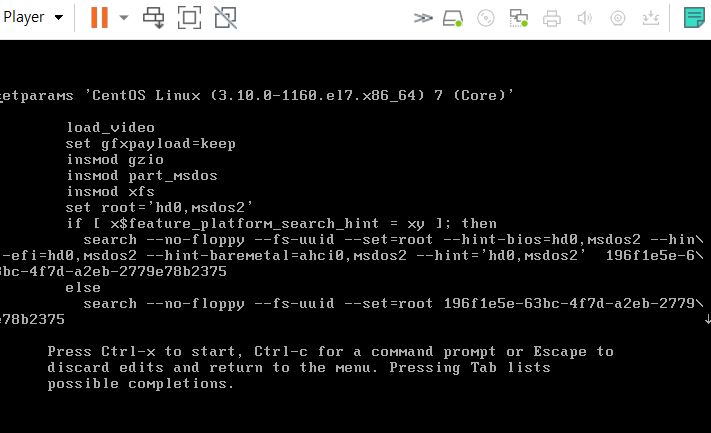 Player
etparams 'CentOS Linux (3.10.0-1160.el7.x86_64) 7 (Core)'
load_video
set gfxpayload=keep
insmod gzio
insmod part_msdos
insmod xfs
set root='hd0,msdos2'
if [ x$feature_platform_search_hint = xy ]; then
search --no-floppy --fs-uuid --set=root --hint-bios=hd0,msdos2 --hin\
-efi=hd0,msdos2 --hint-baremetal=ahci0,msdos2 --hint='hd0,msdos2'  196f1e5e-6\
3bc-4f7d-a2eb-2779e78b2375
else
search --no-floppy --fs-uuid --set=root 196f1e5e-63bc-4f7d-a2eb-2779\
e78b2375
Press Ctrl-x to start, Ctrl-c for a command prompt or Escape to
discard edits and return to the menu. Pressing Tab lists
possible completions.